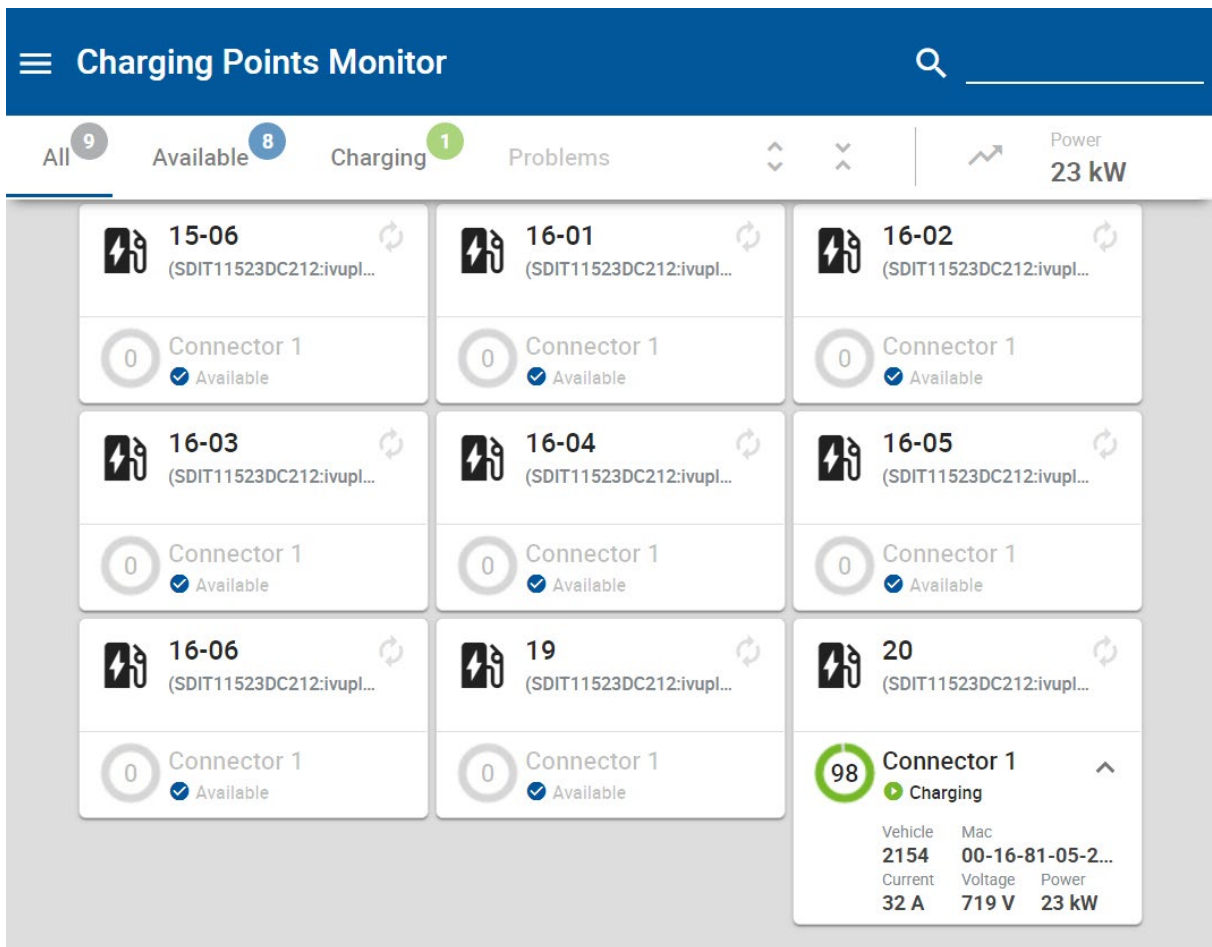 Charging Points Monitor
All 9 Available 8 Charging 1 Problems Power
23 kW
15-06
(SDIT11523DC212:ivupl...
0 Connector 1
Available
16-01
(SDIT11523DC212:ivupl...
0 Connector 1
Available
16-02
(SDIT11523DC212:ivupl...
0 Connector 1
Available
16-03
(SDIT11523DC212:ivupl...
0 Connector 1
Available
16-04
(SDIT11523DC212:ivupl...
0 Connector 1
Available
16-05
(SDIT11523DC212:ivupl...
0 Connector 1
Available
16-06
(SDIT11523DC212:ivupl...
0 Connector 1
Available
19
(SDIT11523DC212:ivupl...
0 Connector 1
Available
20
(SDIT11523DC212:ivupl...
98 Connector 1
Charging
Vehicle Mac
2154 00-16-81-05-2...
Current Voltage Power
32 A 719 V 23 kW